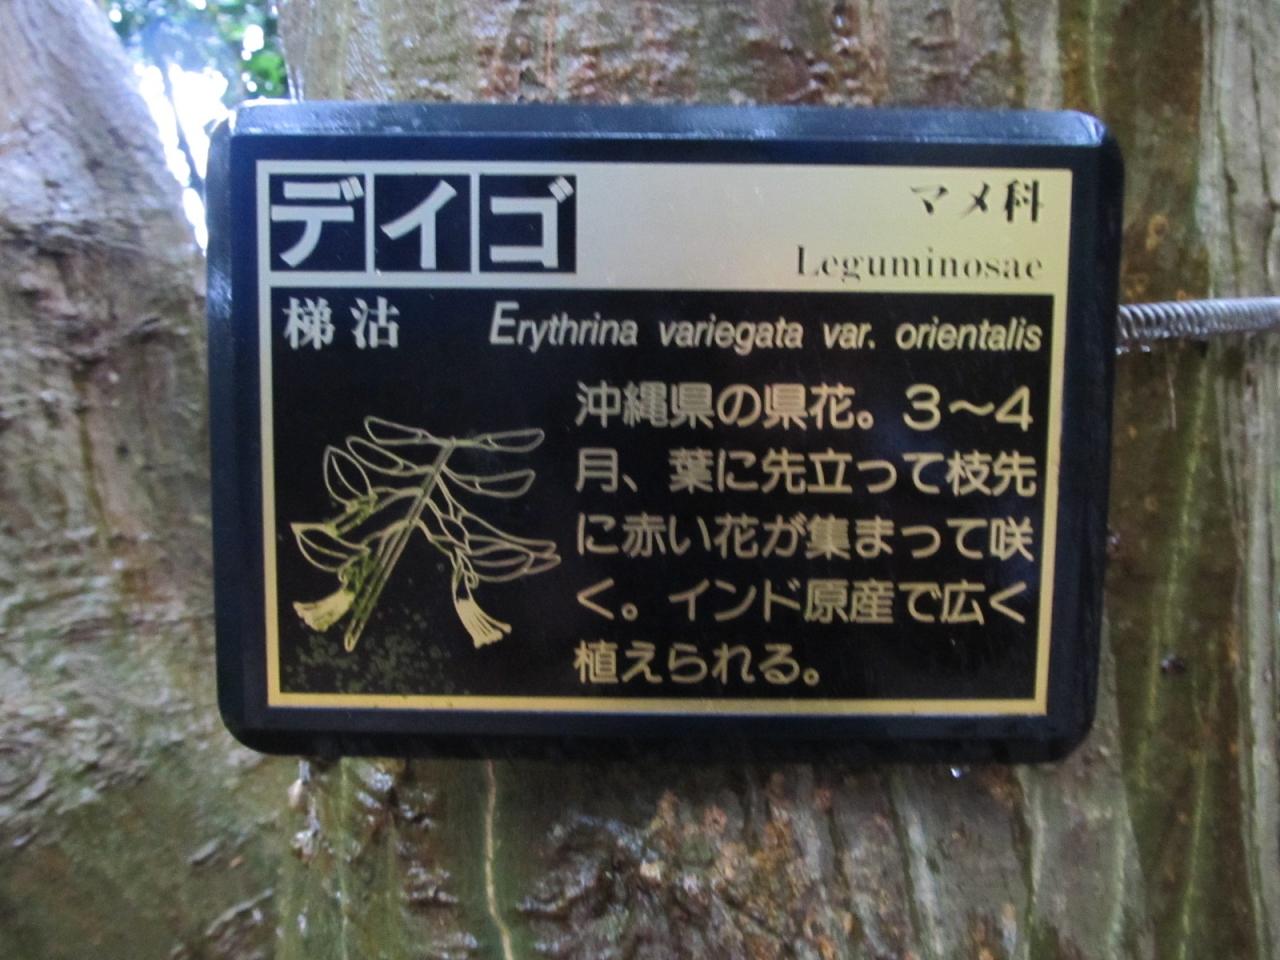 デイゴ
マメ科
Leguminosae
梯沽
Erythrina variegata var. orientalis
沖縄県の県花。3～4
月、葉に先立って枝先
に赤い花が集まって咲
く。インド原産で広く
植えられる。